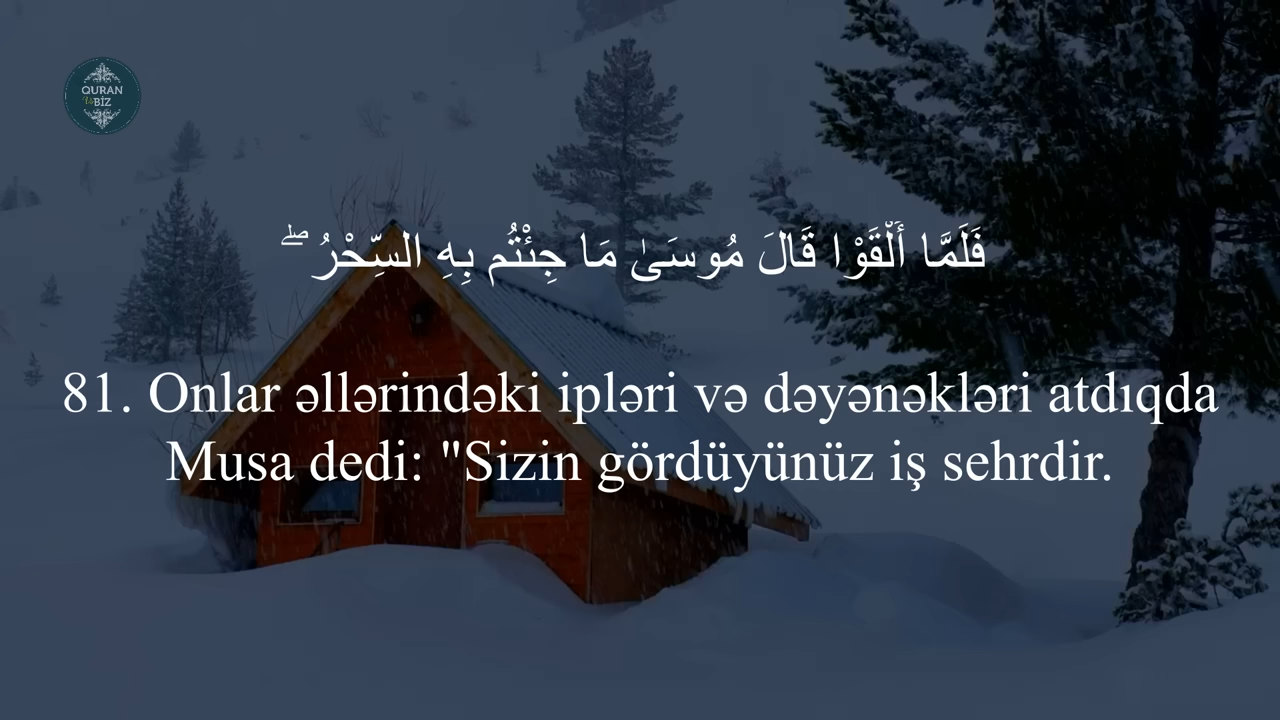 QURAN
Və
BİZ
فَلَمَّا أَلْقَوْا قَالَ مُوسَىٰ مَا جِئْتُم بِهِ السِّحْرُ ۖ
81. Onlar əllərindəki ipləri və dəyənəkləri atdıqda
Musa dedi: "Sizin gördüyünüz iş sehrdir.